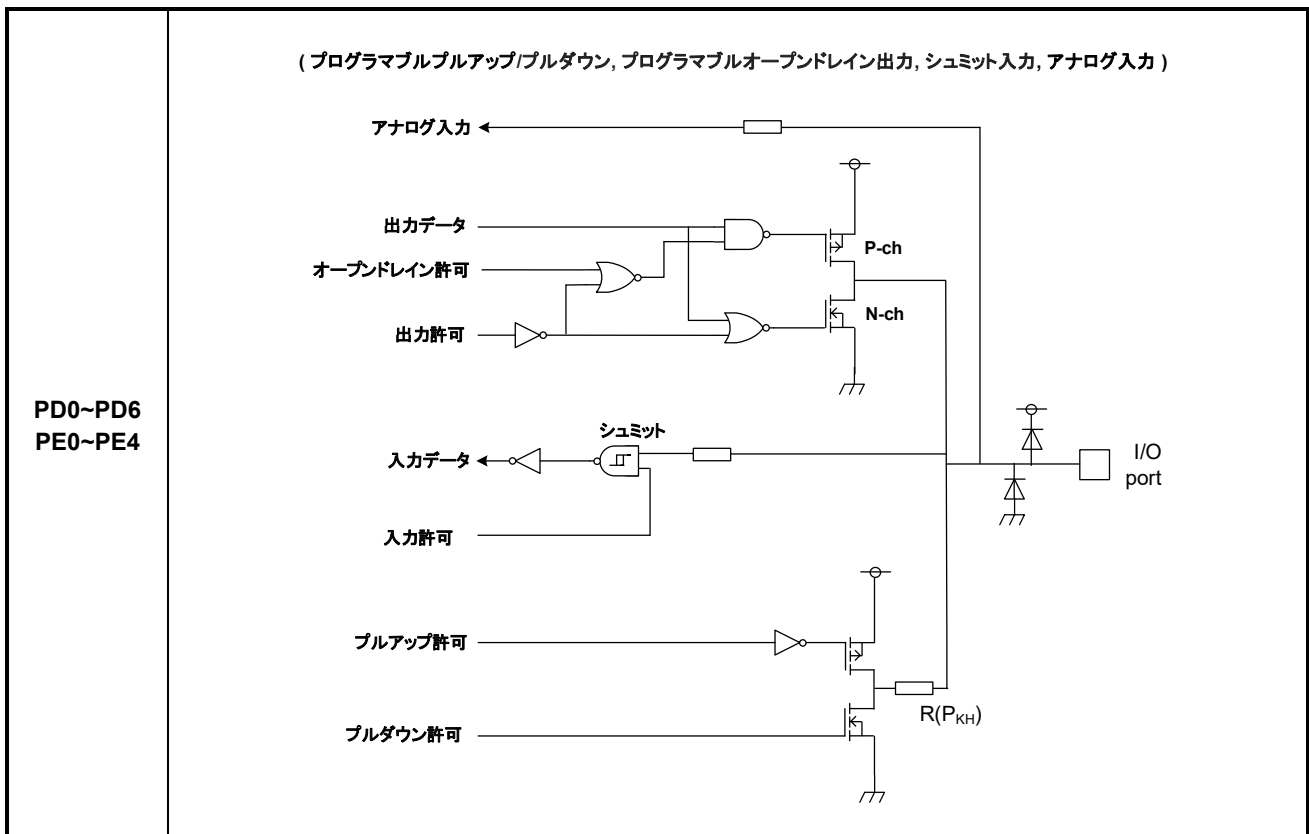 ( プログラマブルプルアップ/プルダウン, プログラマブルオープンドレイン出力, シュミット入力, アナログ入力 )
アナログ入力
出力データ
P-ch
オープンドレイン許可
N-ch
出力許可
PD0~PD6
PE0~PE4
シュミット
入力データ
I/O
port
入力許可
プルアップ許可
R(PKH)
プルダウン許可